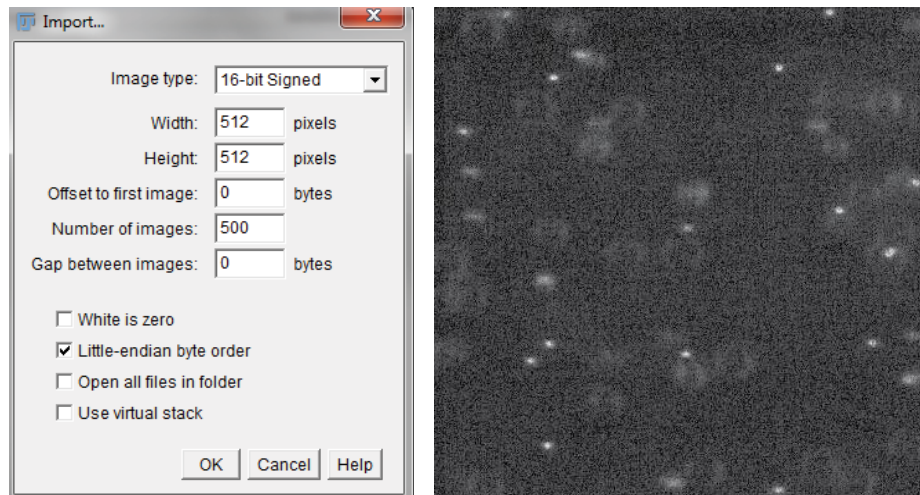 Import...
Image type: 16-bit Signed
Width: 512 pixels
Height: 512 pixels
Offset to first image: 0 bytes
Number of images: 500
Gap between images: 0 bytes
White is zero
Little-endian byte order
Open all files in folder
Use virtual stack
OK Cancel Help